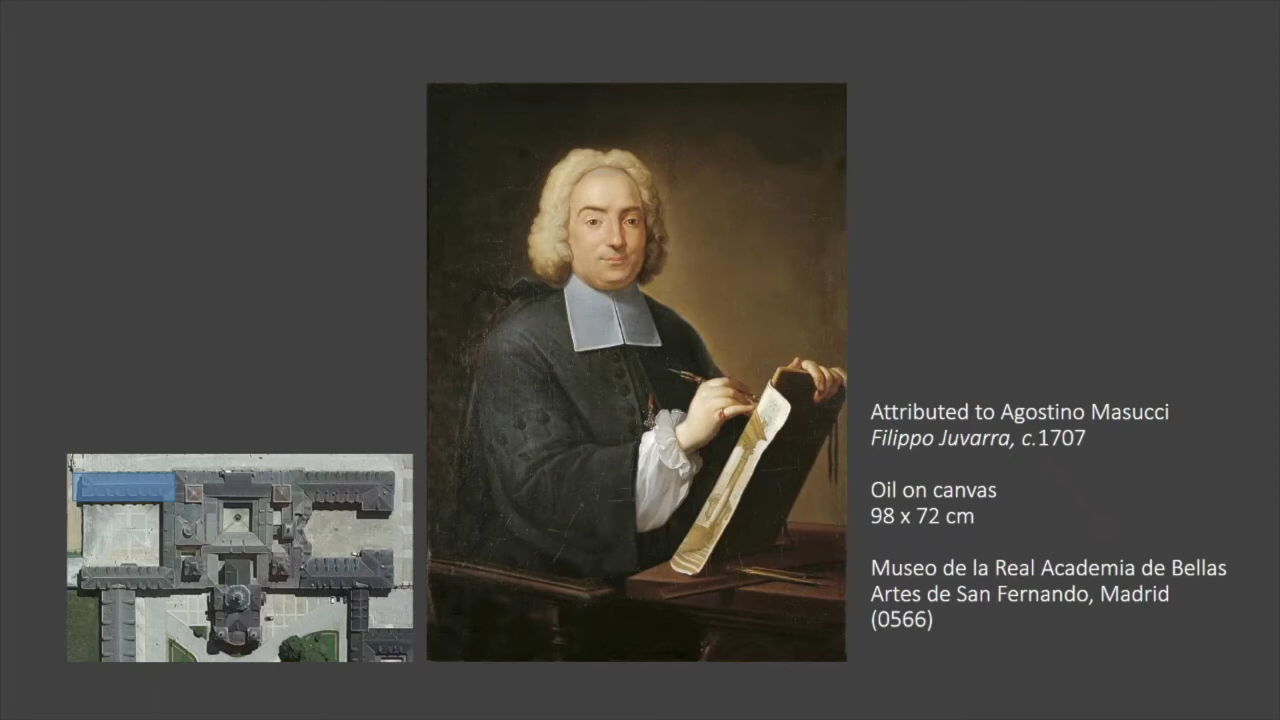 Attributed to Agostino Masucci
Filippo Juvarra, c.1707
Oil on canvas
98 x 72 cm
Museo de la Real Academia de Bellas
Artes de San Fernando, Madrid
(0566)